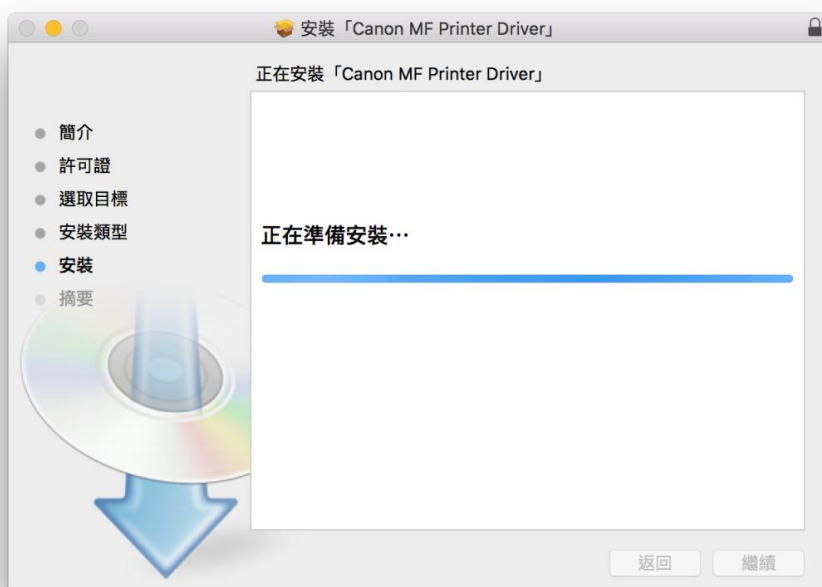 安裝「Canon MF Printer Driver」
正在安裝「Canon MF Printer Driver」
簡介
許可證
選取目標
安裝類型
安裝
摘要
正在準備安裝⋯
返回
繼續